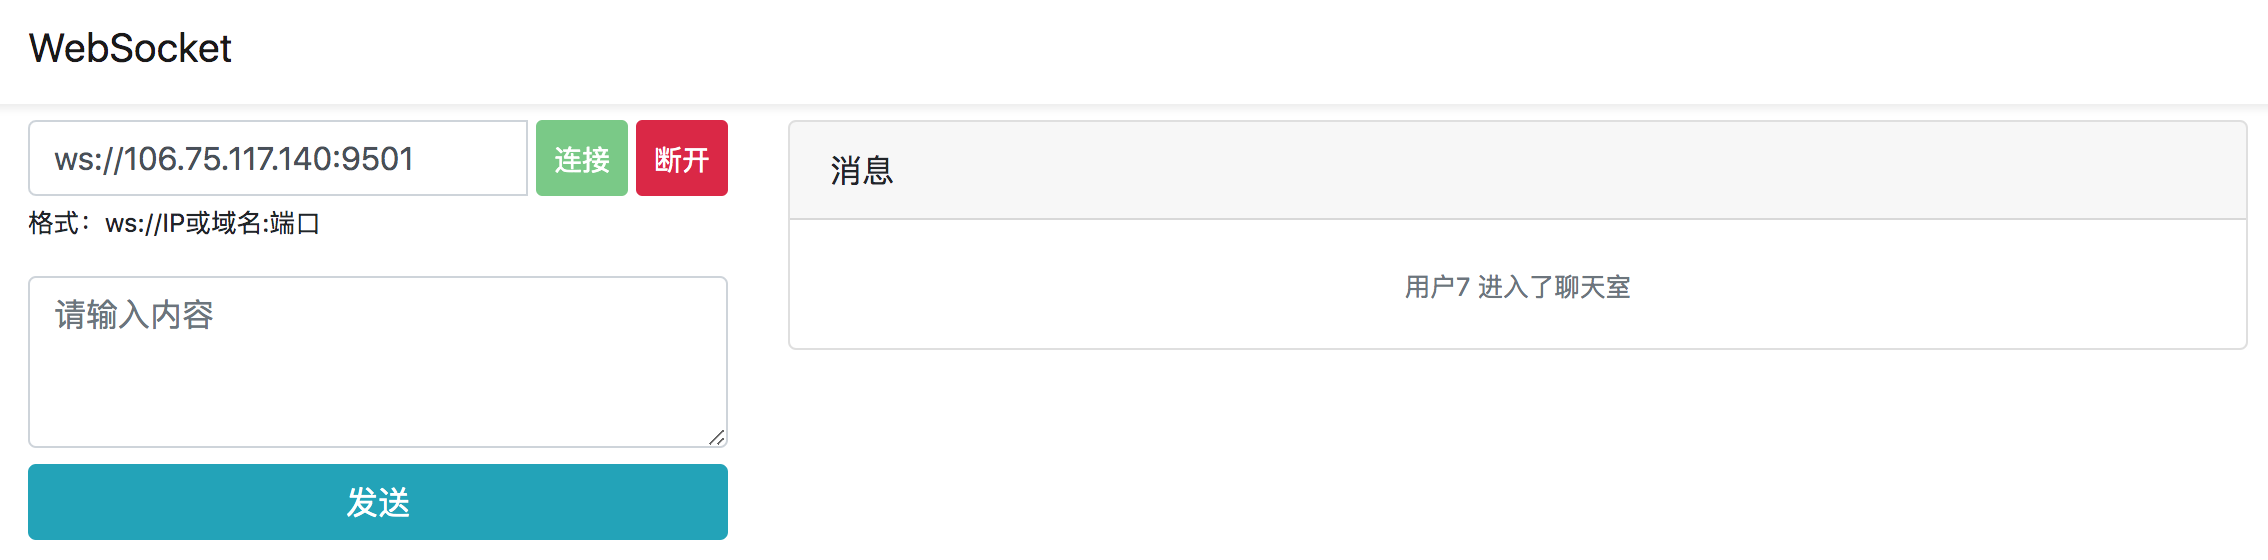 WebSocket
ws://106.75.117.140:9501
连接
断开
格式：ws://IP或域名:端口
请输入内容
发送
消息
用户7 进入了聊天室